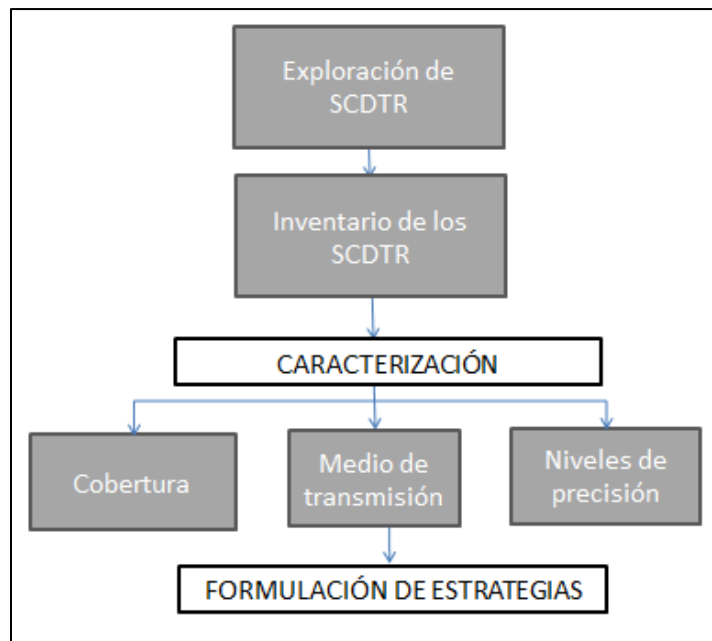 Exploración de
SCDTR
Inventario de los
SCDTR
CARACTERIZACIÓN
Cobertura
Medio de
transmisión
Niveles de
precisión
FORMULACIÓN DE ESTRATEGIAS